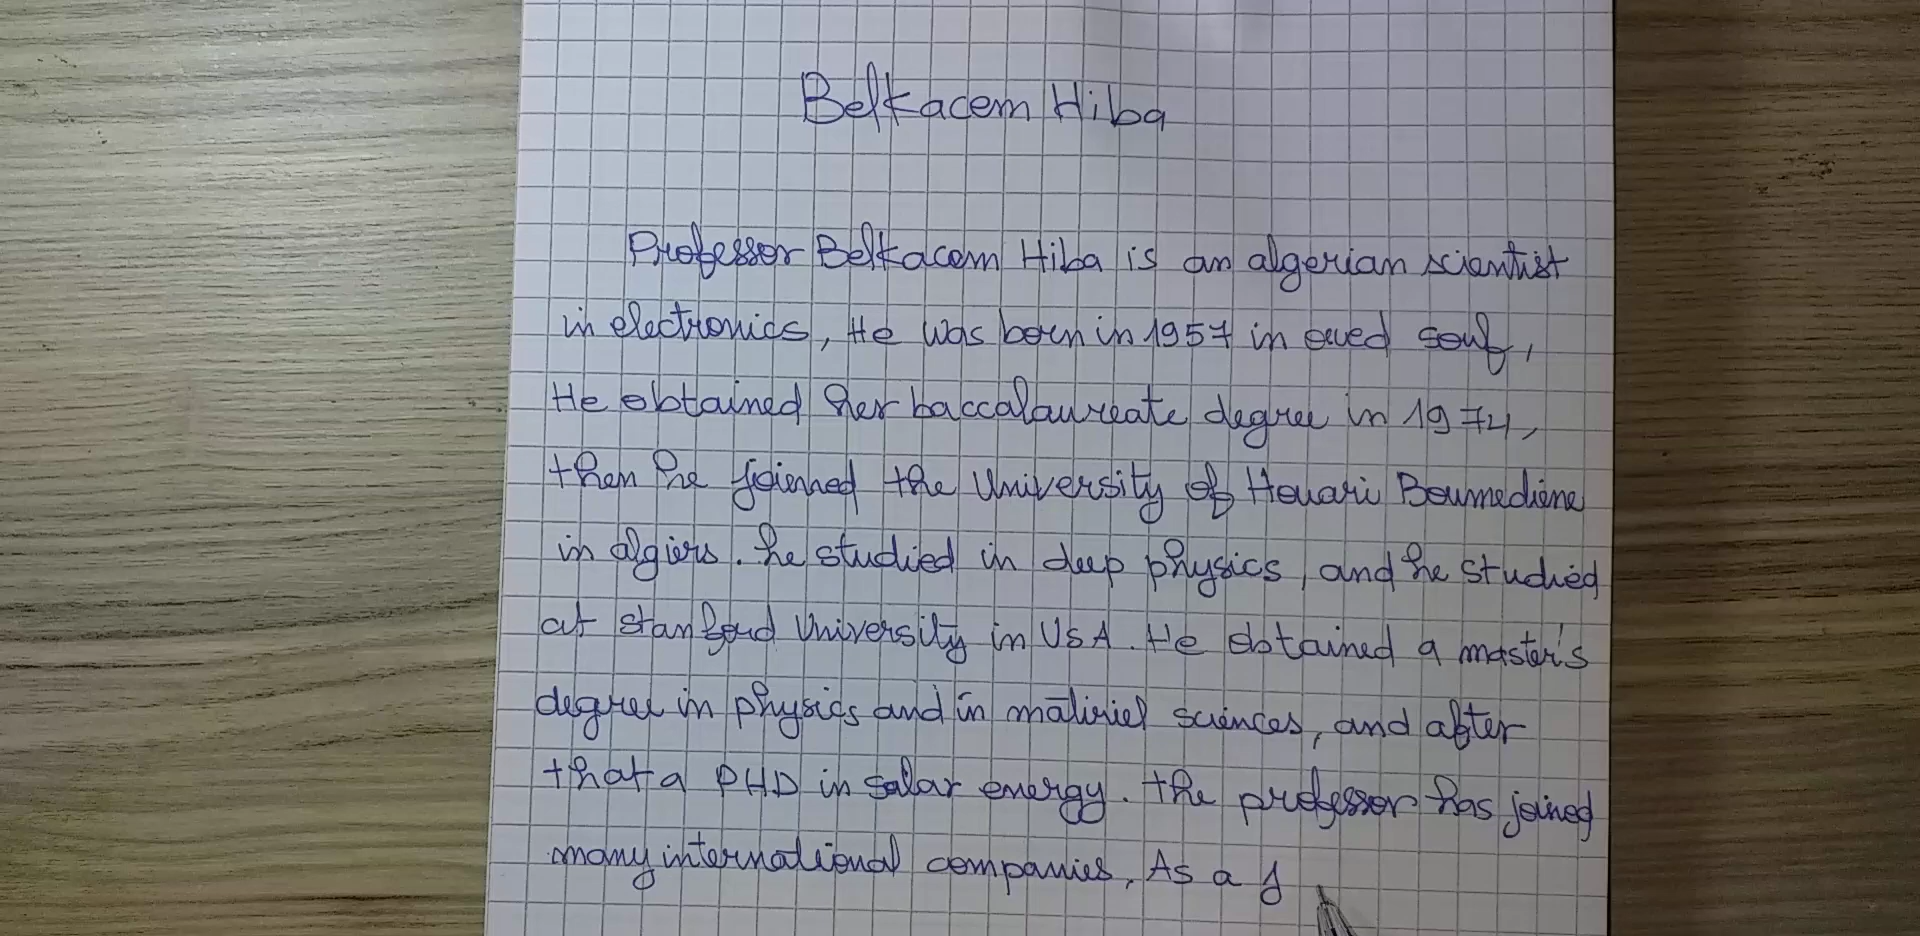 Belkacem Hiba
Professor Belkacem Hiba is an algerian scientist
in electronics, He was born in 1957 in oued souf,
He obtained her baccalaureate degree in 1974,
then he joienned the University of Houari Boumediene
in algiers. he studied in deep physics, and he studied
at stanford University in USA. He obtained a master's
degree in physics and in matiriel sciences, and after
that a PHD in solar energy. the professor has joined
many international companies, As a